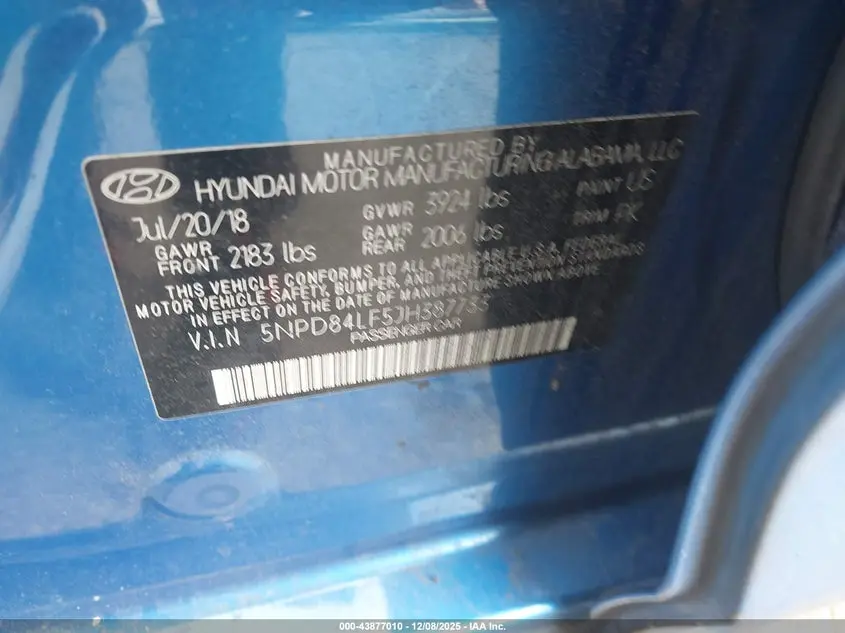 MANUFACTURED BY
HYUNDAI MOTOR MANUFACTURING ALABAMA, LLC
Jul/20/18
GVWR 3924 lbs
PAINT US
GAWR FRONT 2183 lbs
GAWR REAR 2006 lbs
TRIM PK
THIS VEHICLE CONFORMS TO ALL APPLICABLE U.S.A. FEDERAL
MOTOR VEHICLE SAFETY, BUMPER, AND THEFT PREVENTION STANDARDS
IN EFFECT ON THE DATE OF MANUFACTURE SHOWN ABOVE.
V.I.N 
PASSENGER CAR
000-43877010 | 12/08/2025 - IAA Inc.